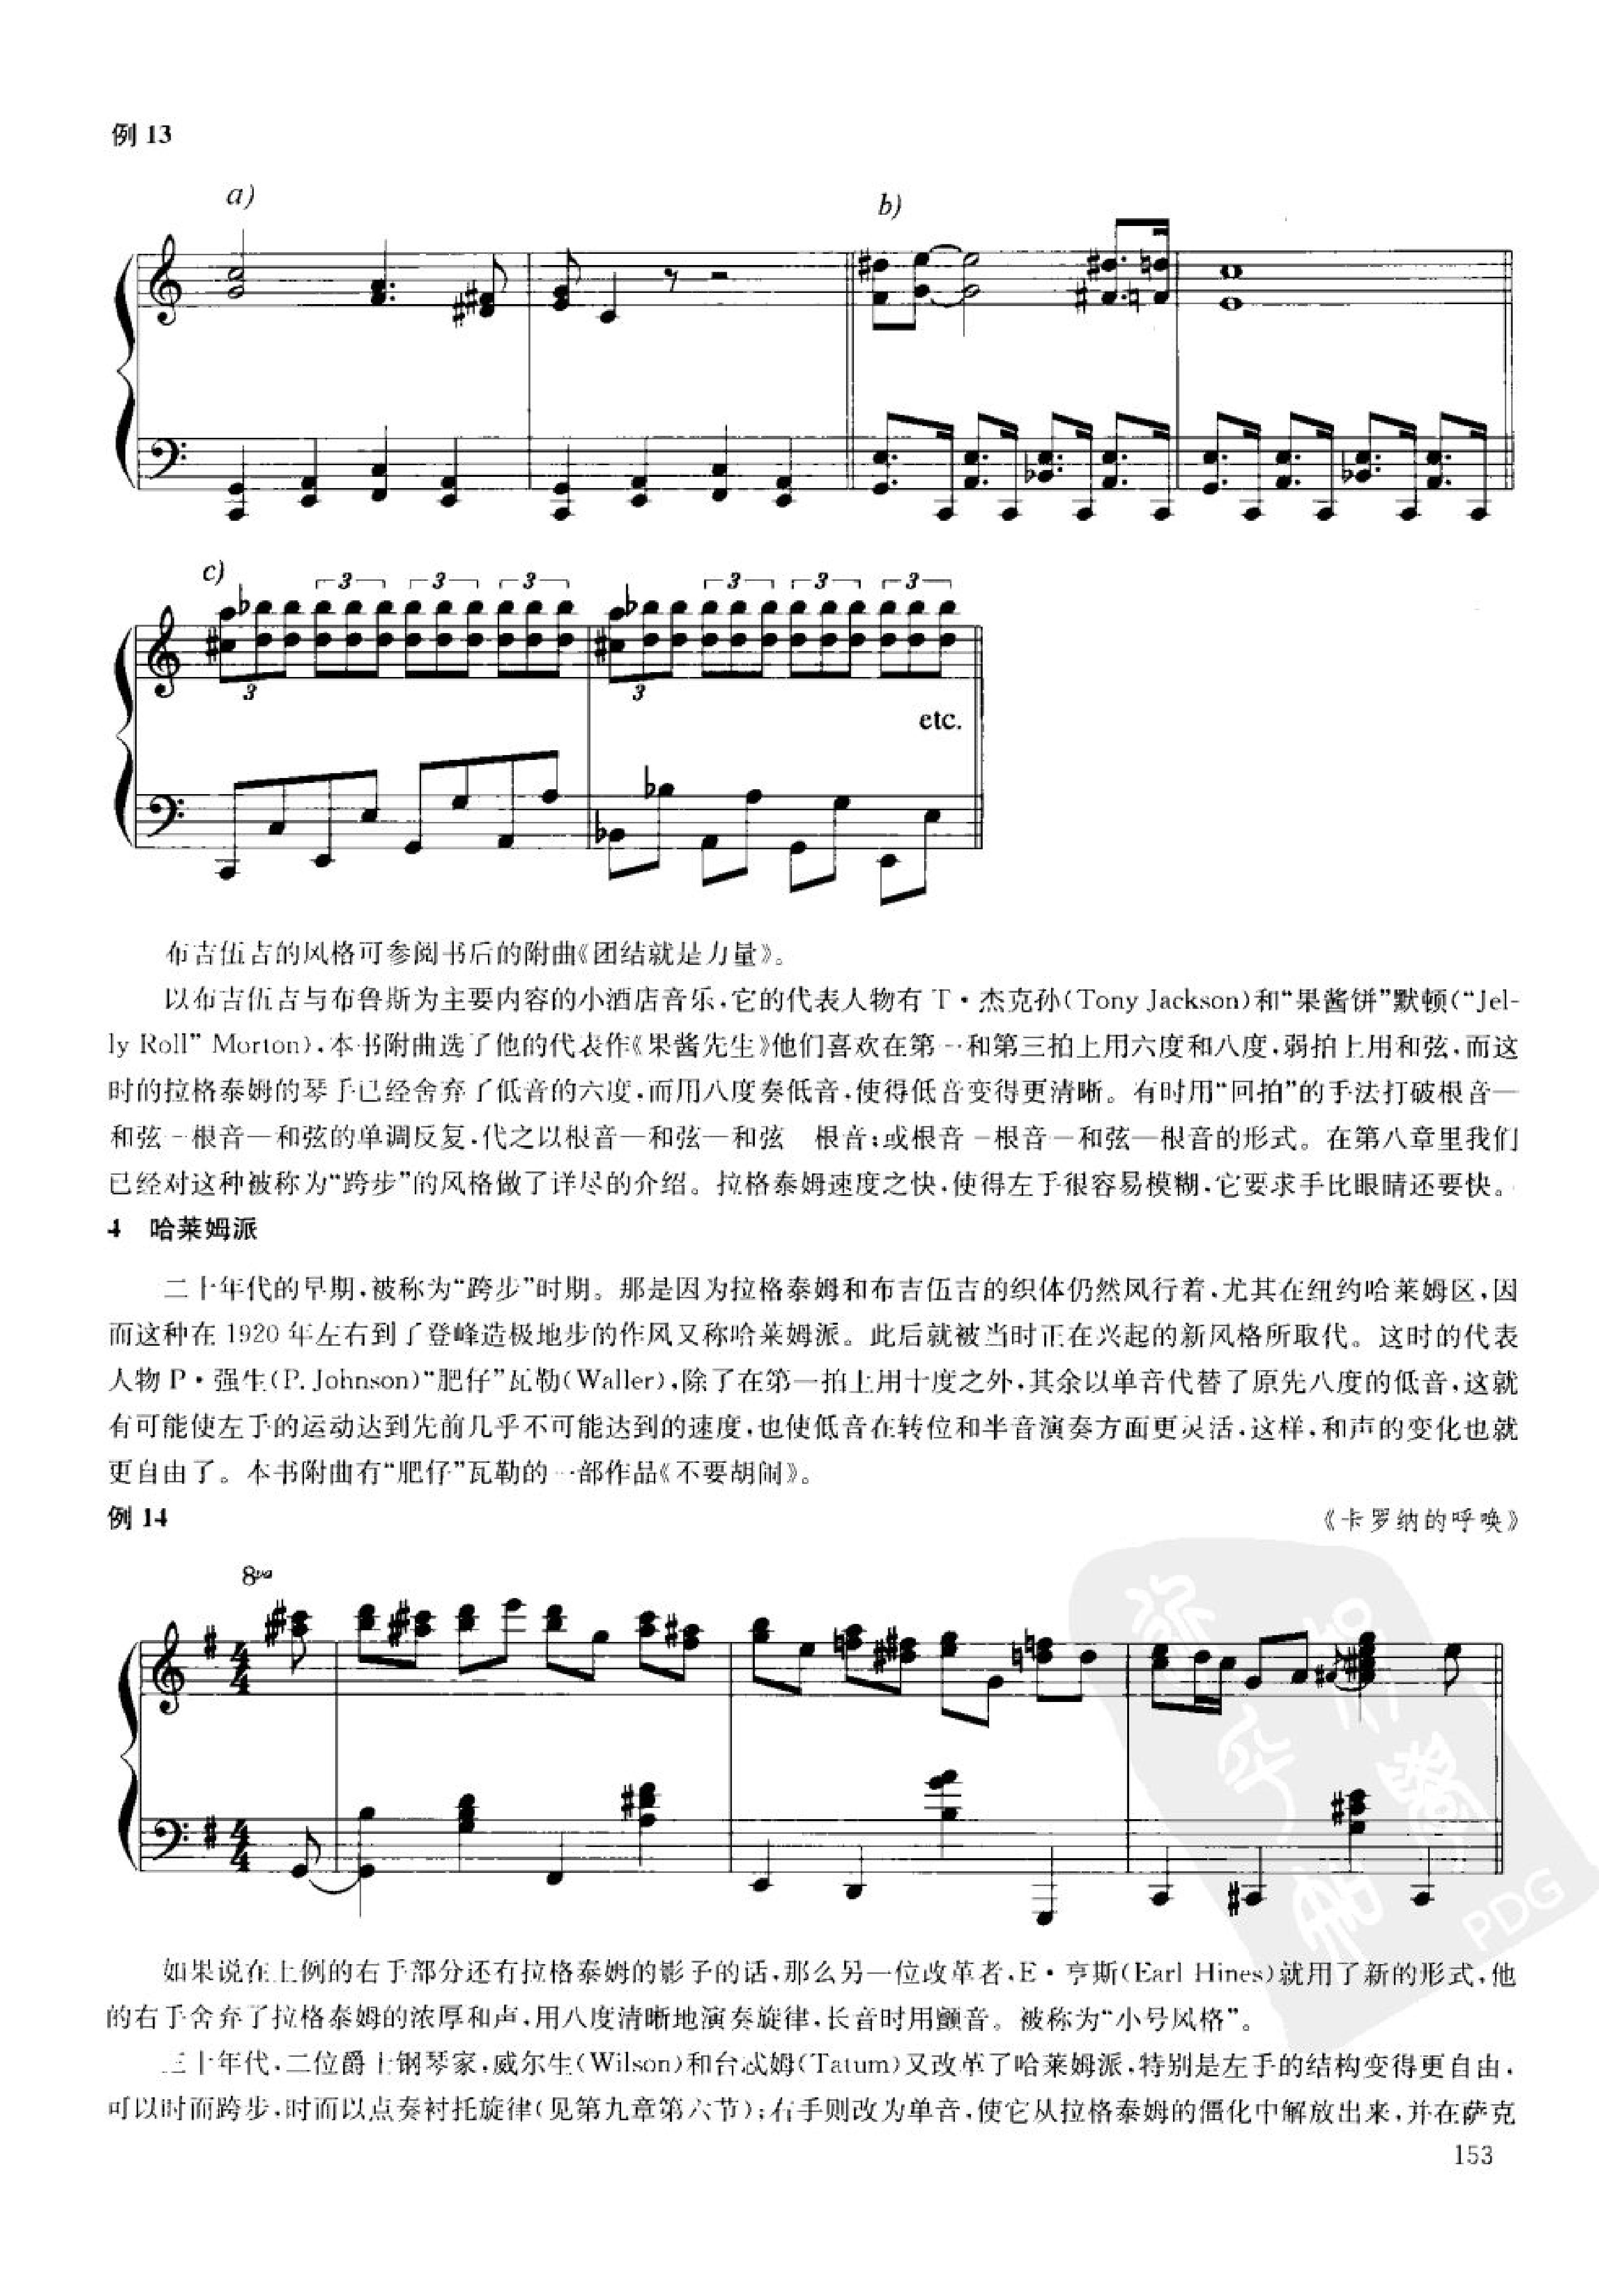 例 13
a)
b)
c)
3 3 3 3 3 3
3 3
etc.
布吉伍吉的风格可参阅书后的附曲《团结就是力量》。
以布吉伍吉与布鲁斯为主要内容的小酒店音乐,它的代表人物有 T·杰克孙(Tony Jackson)和“果酱饼”默顿(“Jel-
ly Roll” Morton),本书附曲选了他的代表作《果酱先生》他们喜欢在第一和第三拍上用六度和八度,弱拍上用和弦,而这
时的拉格泰姆的琴手已经舍弃了低音的六度,而用八度奏低音,使得低音变得更清晰。有时用“回拍”的手法打破根音—
和弦—根音—和弦的单调反复,代之以根音—和弦—和弦 根音;或根音—根音—和弦—根音的形式。在第八章里我们
已经对这种被称为“跨步”的风格做了详尽的介绍。拉格泰姆速度之快,使得左手很容易模糊,它要求手比眼睛还要快。
4 哈莱姆派
二十年代的早期,被称为“跨步”时期。那是因为拉格泰姆和布吉伍吉的织体仍然风行着,尤其在纽约哈莱姆区,因
而这种在 1920 年左右到了登峰造极地步的作风又称哈莱姆派。此后就被当时正在兴起的新风格所取代。这时的代表
人物 P·强生(P. Johnson)“肥仔”瓦勒(Waller),除了在第一拍上用十度之外,其余以单音代替了原先八度的低音,这就
有可能使左手的运动达到先前几乎不可能达到的速度,也使低音在转位和半音演奏方面更灵活,这样,和声的变化也就
更自由了。本书附曲有“肥仔”瓦勒的一部作品《不要胡闹》。
例 14
《卡罗纳的呼唤》
8va
如果说在上例的右手部分还有拉格泰姆的影子的话,那么另一位改革者,E·亨斯(Earl Hines)就用了新的形式,他
的右手舍弃了拉格泰姆的浓厚和声,用八度清晰地演奏旋律,长音时用颤音。被称为“小号风格”。
三十年代,二位爵士钢琴家,威尔生(Wilson)和台忒姆(Tatum)又改革了哈莱姆派,特别是左手的结构变得更自由,
可以时而跨步,时而以点奏衬托旋律(见第九章第六节);右手则改为单音,使它从拉格泰姆的僵化中解放出来,并在萨克
PDG
153